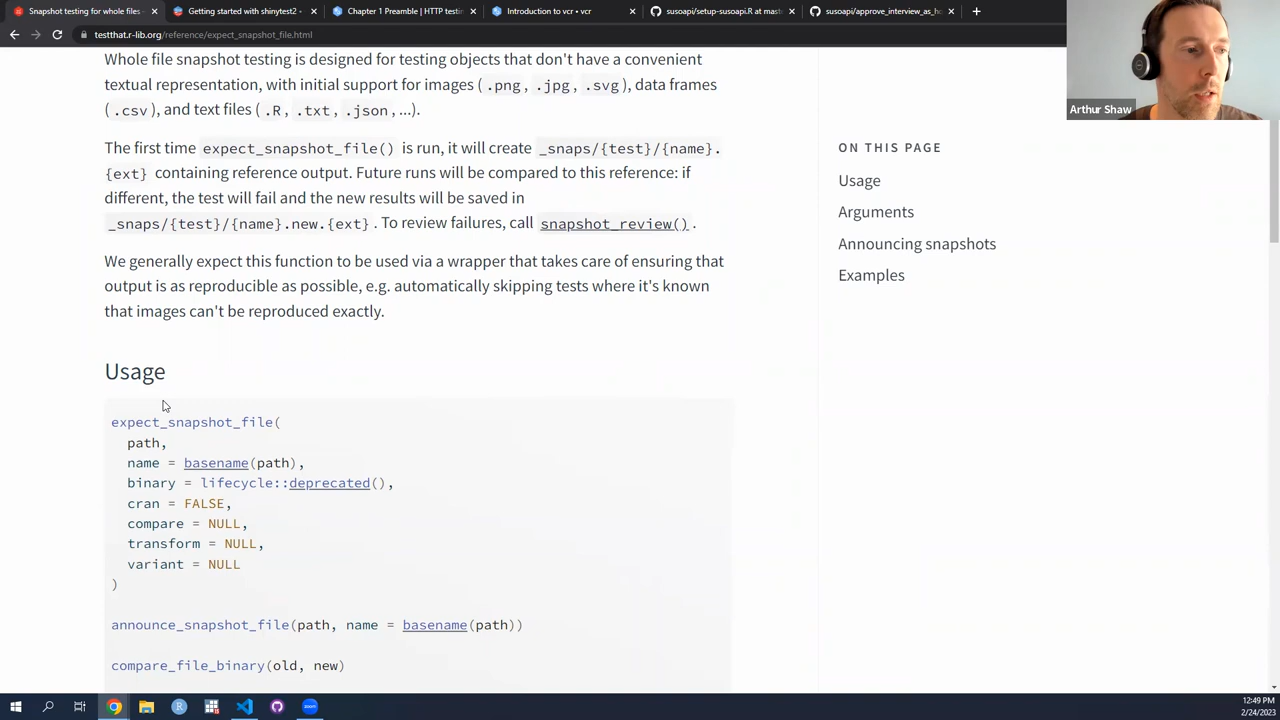 Snapshot testing for whole files
Getting started with shinytest2 •
Chapter 1 Preamble | HTTP testin
Introduction to vcr • vcr
susoapi/setup-susoapi.R at mast
susoapi/approve_interview_as_ho
testthat.r-lib.org/reference/expect_snapshot_file.html
Whole file snapshot testing is designed for testing objects that don't have a convenient
textual representation, with initial support for images (.png, .jpg, .svg), data frames
(.csv), and text files (.R, .txt, .json, ...).
The first time expect_snapshot_file() is run, it will create _snaps/{test}/{name}.
{ext} containing reference output. Future runs will be compared to this reference: if
different, the test will fail and the new results will be saved in
_snaps/{test}/{name}.new.{ext}. To review failures, call snapshot_review().
We generally expect this function to be used via a wrapper that takes care of ensuring that
output is as reproducible as possible, e.g. automatically skipping tests where it's known
that images can't be reproduced exactly.
Usage
expect_snapshot_file(
path,
name = basename(path),
binary = lifecycle::deprecated(),
cran = FALSE,
compare = NULL,
transform = NULL,
variant = NULL
)
announce_snapshot_file(path, name = basename(path))
compare_file_binary(old, new)
ON THIS PAGE
Usage
Arguments
Announcing snapshots
Examples
Arthur Shaw
12:49 PM
2/24/2023